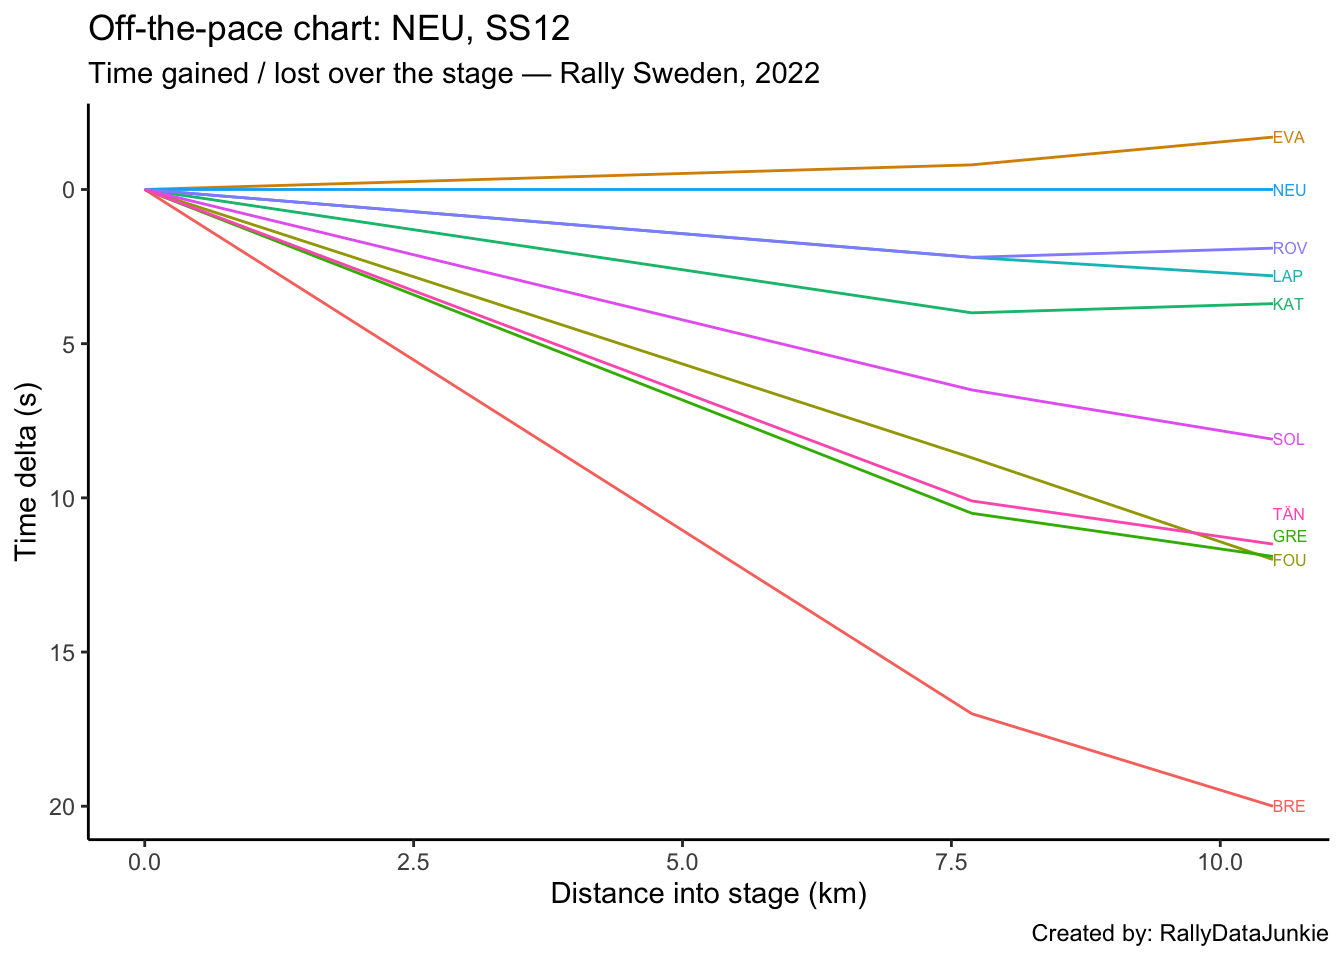 Off-the-pace chart: NEU, SS12
Time gained / lost over the stage — Rally Sweden, 2022
EVA
0
NEU
ROV
LAP
KAT
5
SOL
Time delta (s)
10
TÄN
GRE
FOU
15
20
BRE
0.0 2.5 5.0 7.5 10.0
Distance into stage (km)
Created by: RallyDataJunkie